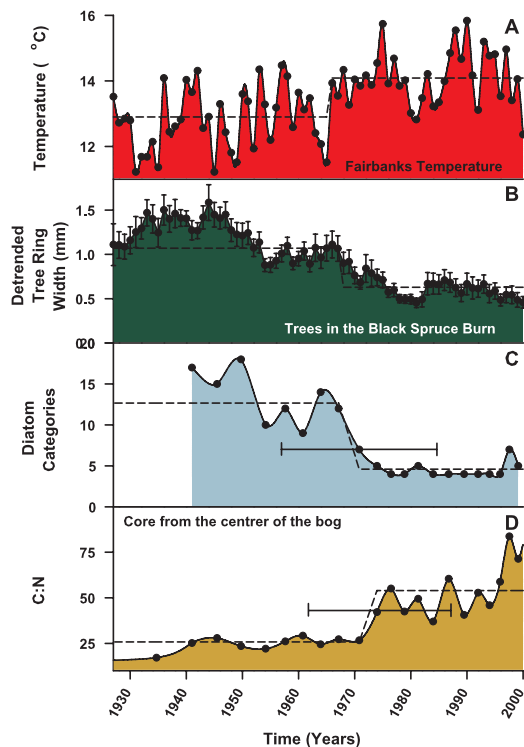 16
14
12
Temperature ( °C)
A
Fairbanks Temperature
1.5
1.0
0.5
0.0
Detrended
Tree Ring
Width (mm)
B
Trees in the Black Spruce Burn
20
15
10
5
0
Diatom
Categories
C
Core from the centrer of the bog
D
75
50
25
C:N
1930
1940
1950
1960
1970
1980
1990
2000
Time (Years)